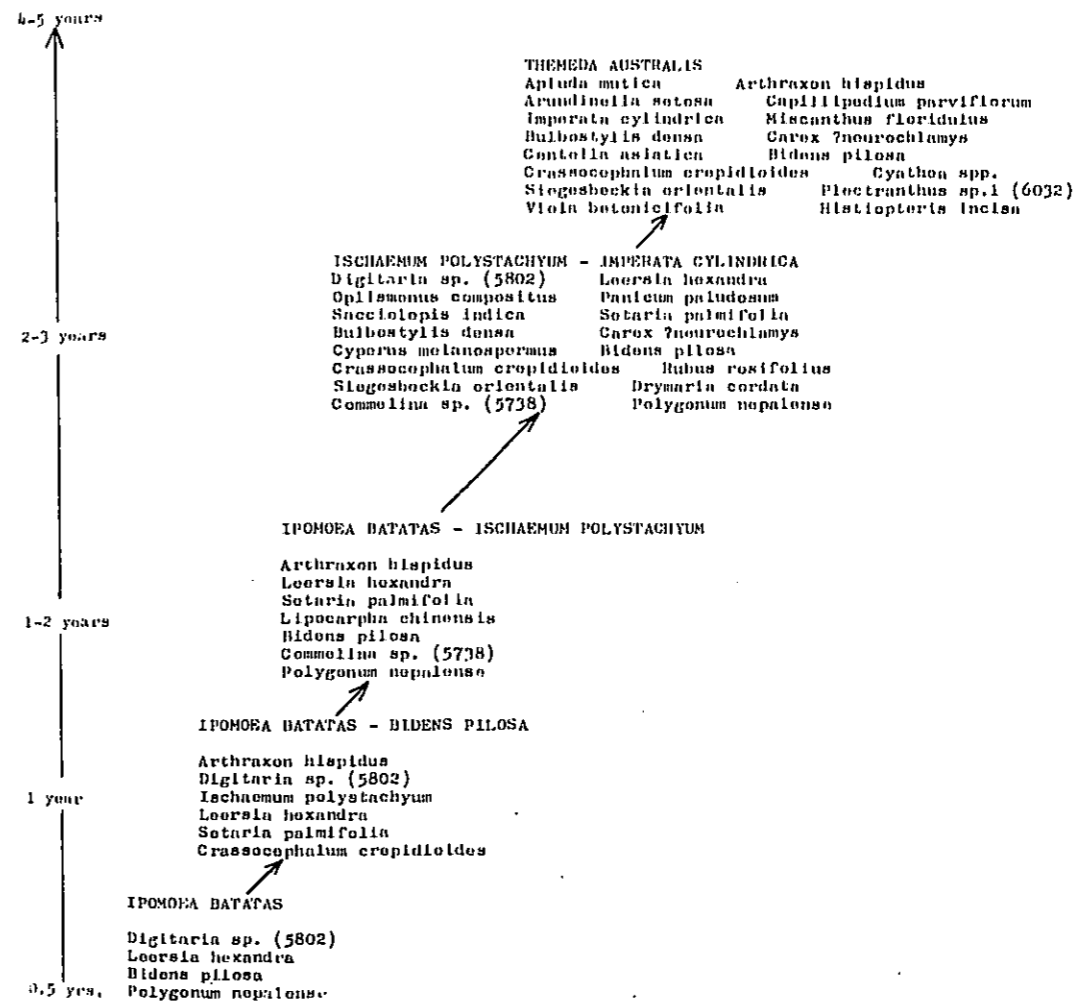 4-5 years
THEMEDA AUSTRALIS
Apluda mutica Arthraxon hispidus
Arundinella setosa Capillipedium parviflorum
Imperata cylindrica Miscanthus floridulus
Bulbostylis densa Carex ?neurochlamys
Centella asiatica Bidens pilosa
Crassocephalum crepidioides Cyathea spp.
Siegesbeckia orientalis Plectranthus sp.1 (6032)
Viola betonicifolia Histiopteris incisa
ISCHAEMUM POLYSTACHYUM - IMPERATA CYLINDRICA
Digitaria sp. (5802) Leersia hexandra
Oplismenus compositus Panicum paludosum
2-3 years
Sacciolepis indica Setaria palmifolia
Bulbostylis densa Carex ?neurochlamys
Cyperus melanospermus Bidens pilosa
Crassocephalum crepidioides Rubus rosifolius
Siegesbeckia orientalis Drymaria cordata
Commelina sp. (5738) Polygonum nepalense
IPOMOEA BATATAS - ISCHAEMUM POLYSTACHYUM
Arthraxon hispidus
Leersia hexandra
Setaria palmifolia
1-2 years
Lipocarpha chinensis
Bidens pilosa
Commelina sp. (5738)
Polygonum nepalense
IPOMOEA BATATAS - BIDENS PILOSA
Arthraxon hispidus
Digitaria sp. (5802)
1 year
Ischaemum polystachyum
Leersia hexandra
Setaria palmifolia
Crassocephalum crepidioides
IPOMOEA BATATAS
Digitaria sp. (5802)
Leersia hexandra
Bidens pilosa
0.5 yrs. Polygonum nepalense